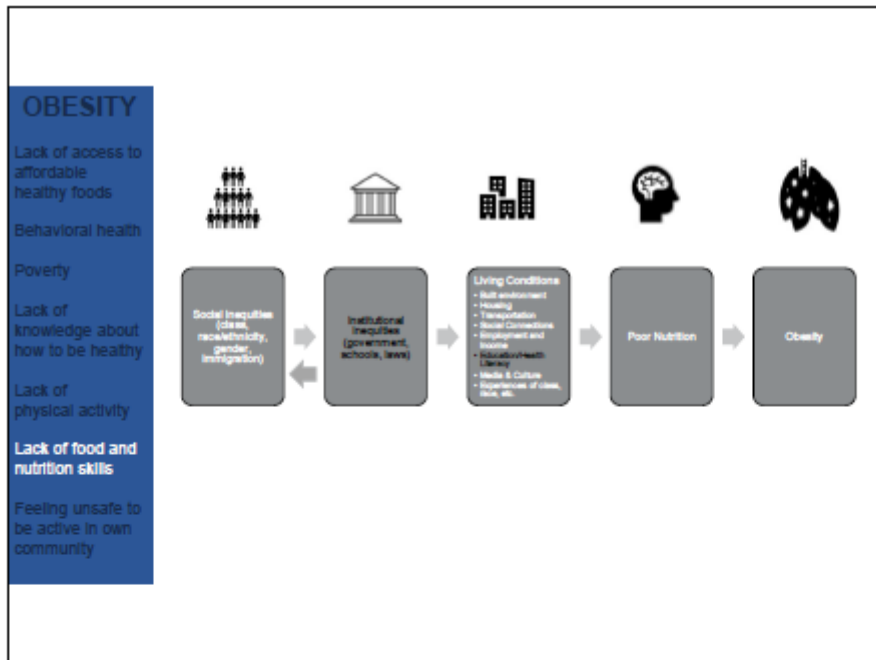 OBESITY
Lack of access to
affordable
healthy foods
Behavioral health
Poverty
Lack of
knowledge about
how to be healthy
Lack of
physical activity
Lack of food and
nutrition skills
Feeling unsafe to
be active in own
community
Social Inequities
(class,
race/ethnicity,
gender,
immigration)
Institutional
Inequities
(government,
schools, laws)
Living Conditions
• Built environment
• Housing
• Transportation
• Social Connections
• Employment and
Income
• Education/Health
Literacy
• Media & Culture
• Experiences of class,
race, etc.
Poor Nutrition
Obesity